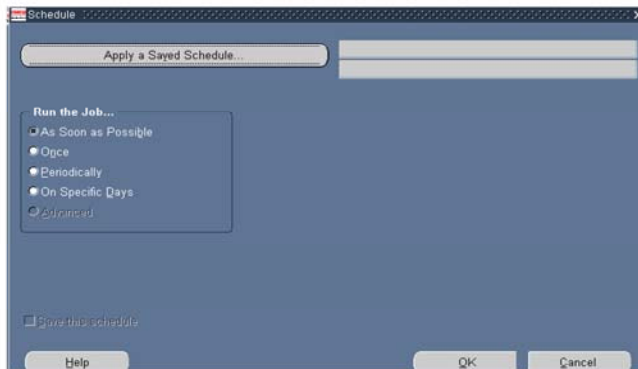 Schedule
Apply a Saved Schedule...
Run the Job...
As Soon as Possible
Once
Periodically
On Specific Days
Advanced
Save this schedule
Help
OK
Cancel